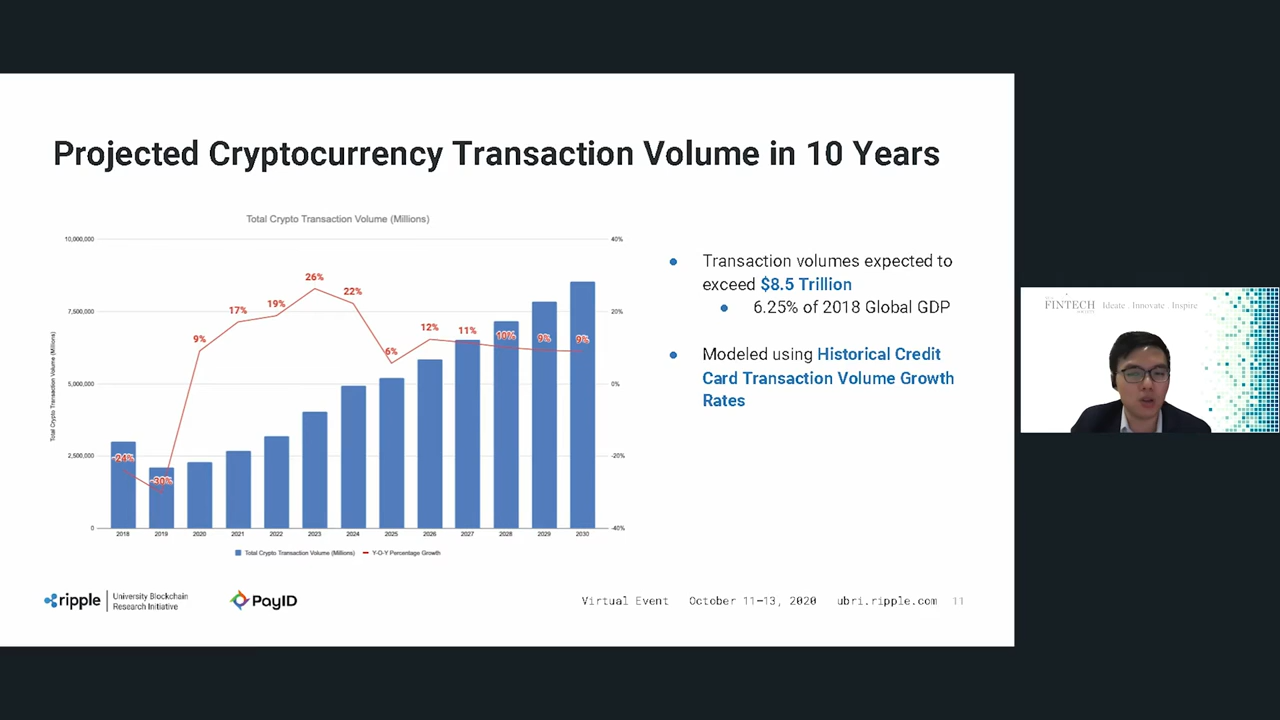 Projected Cryptocurrency Transaction Volume in 10 Years
Total Crypto Transaction Volume (Millions)
10,000,000
7,500,000
5,000,000
2,500,000
0
Total Crypto Transaction Volume (Millions)
40%
20%
0%
-20%
-40%
-24%
-30%
9%
17%
19%
26%
22%
6%
12%
11%
10%
9%
9%
2018 2019 2020 2021 2022 2023 2024 2025 2026 2027 2028 2029 2030
Total Crypto Transaction Volume (Millions) Y-O-Y Percentage Growth
Transaction volumes expected to
exceed $8.5 Trillion
6.25% of 2018 Global GDP
Modeled using Historical Credit
Card Transaction Volume Growth
Rates
ripple
University Blockchain
Research Initiative
PayID
Virtual Event October 11–13, 2020 ubri.ripple.com 11
FINTECH
Ideate . Innovate . Inspire